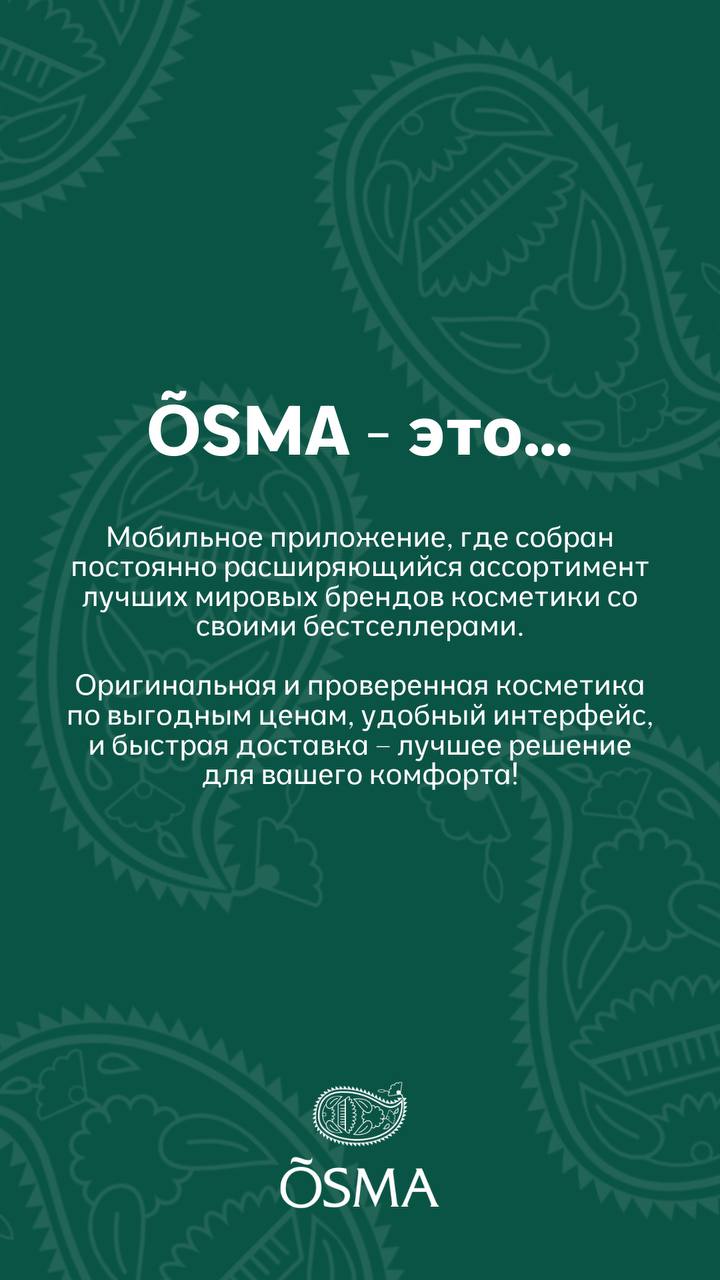 ÕSMA – это...
Мобильное приложение, где собран
постоянно расширяющийся ассортимент
лучших мировых брендов косметики со
своими бестселлерами.
Оригинальная и проверенная косметика
по выгодным ценам, удобный интерфейс,
и быстрая доставка – лучшее решение
для вашего комфорта!
ÕSMA